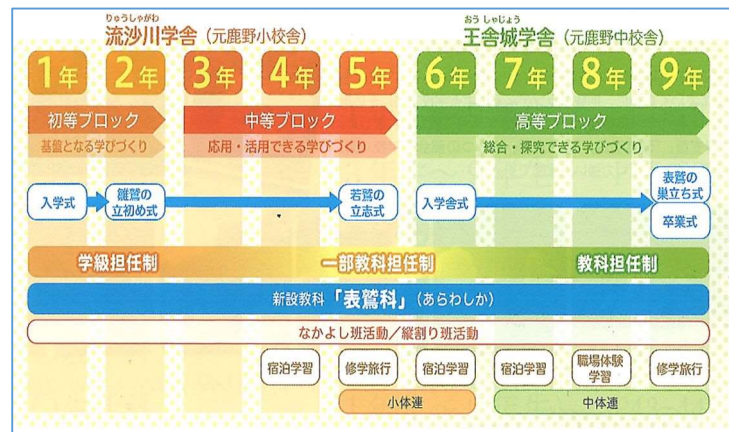 りゅうしゃがわ
流沙川学舎（元鹿野小校舎）
おうしゃじょう
王舎城学舎（元鹿野中校舎）
1年 2年 3年 4年 5年 6年 7年 8年 9年
初等ブロック 中等ブロック 高等ブロック
基盤となる学びづくり 応用・活用できる学びづくり 総合・探究できる学びづくり
入学式
雛鷲の
立初め式
若鷲の
立志式
入学舎式
表鷲の
巣立ち式
卒業式
学級担任制 一部教科担任制 教科担任制
新設教科「表鷲科」（あらわしか）
なかよし班活動／縦割り班活動
宿泊学習 修学旅行 宿泊学習 宿泊学習
職場体験
学習
修学旅行
小体連 中体連